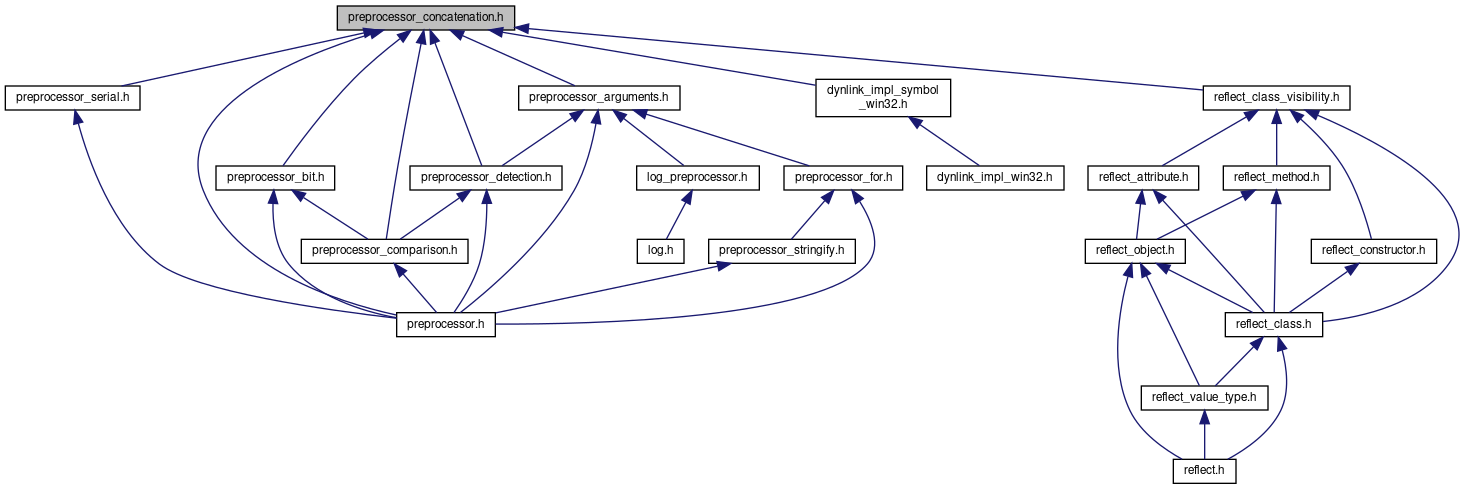 preprocessor_concatenation.h
preprocessor_serial.h
preprocessor_arguments.h
dynlink_impl_symbol
_win32.h
reflect_class_visibility.h
preprocessor_bit.h
preprocessor_detection.h
log_preprocessor.h
preprocessor_for.h
dynlink_impl_win32.h
reflect_attribute.h
reflect_method.h
preprocessor_comparison.h
log.h
preprocessor_stringify.h
reflect_object.h
reflect_constructor.h
preprocessor.h
reflect_class.h
reflect_value_type.h
reflect.h